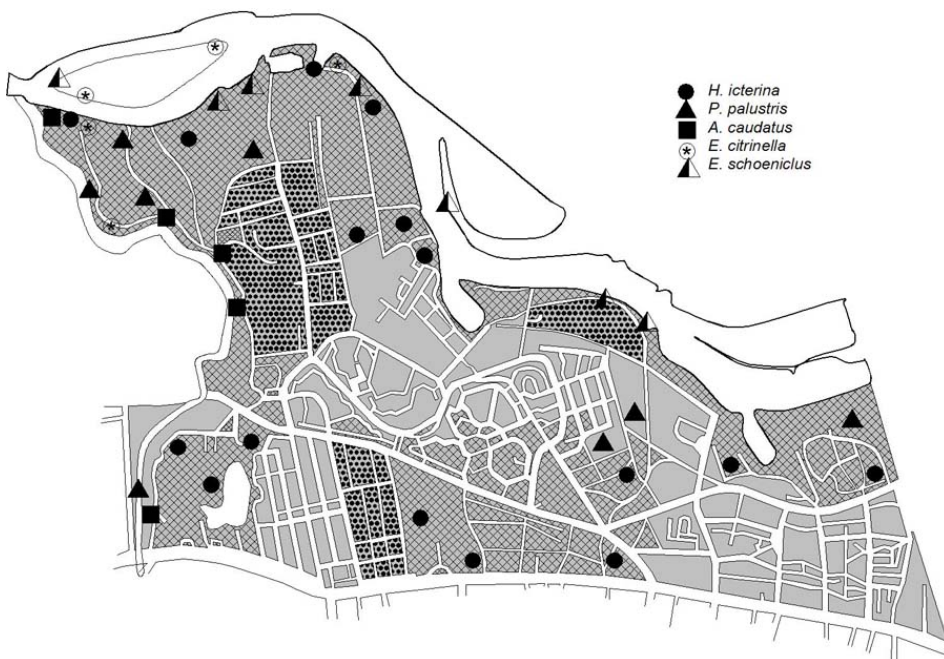 H. icterina
P. palustris
A. caudatus
E. citrinella
E. schoeniclus